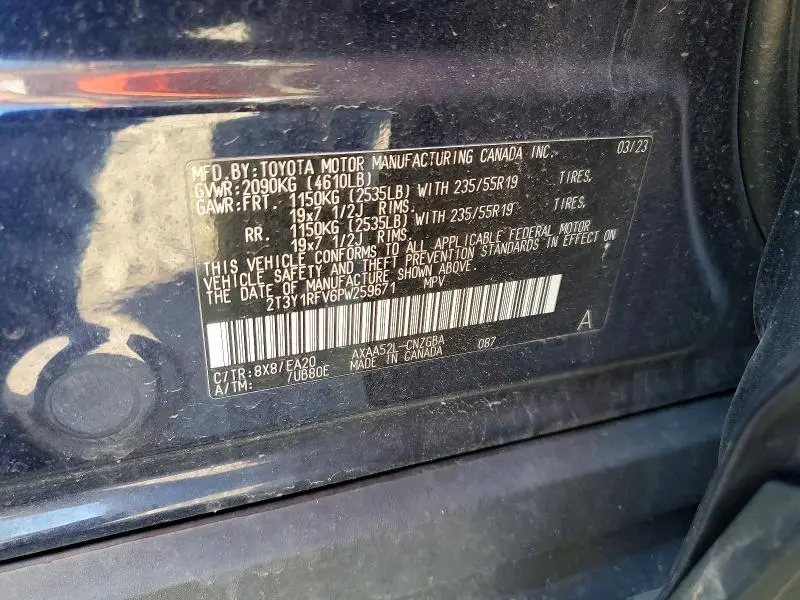 MFD.BY:TOYOTA MOTOR MANUFACTURING CANADA INC. 03/23
GVWR:2090KG (4610LB)
GAWR:FRT. 1150KG (2535LB) WITH 235/55R19 TIRES,
19x7 1/2J RIMS.
RR. 1150KG (2535LB) WITH 235/55R19 TIRES,
19x7 1/2J RIMS.
THIS VEHICLE CONFORMS TO ALL APPLICABLE FEDERAL MOTOR
VEHICLE SAFETY AND THEFT PREVENTION STANDARDS IN EFFECT ON
THE DATE OF MANUFACTURE SHOWN ABOVE.
2T3Y1RFV6PW259671 MPV
A
C/TR:8X8/EA20 AXAA52L-CNZGBA 087
A/TM: /UB80E MADE IN CANADA